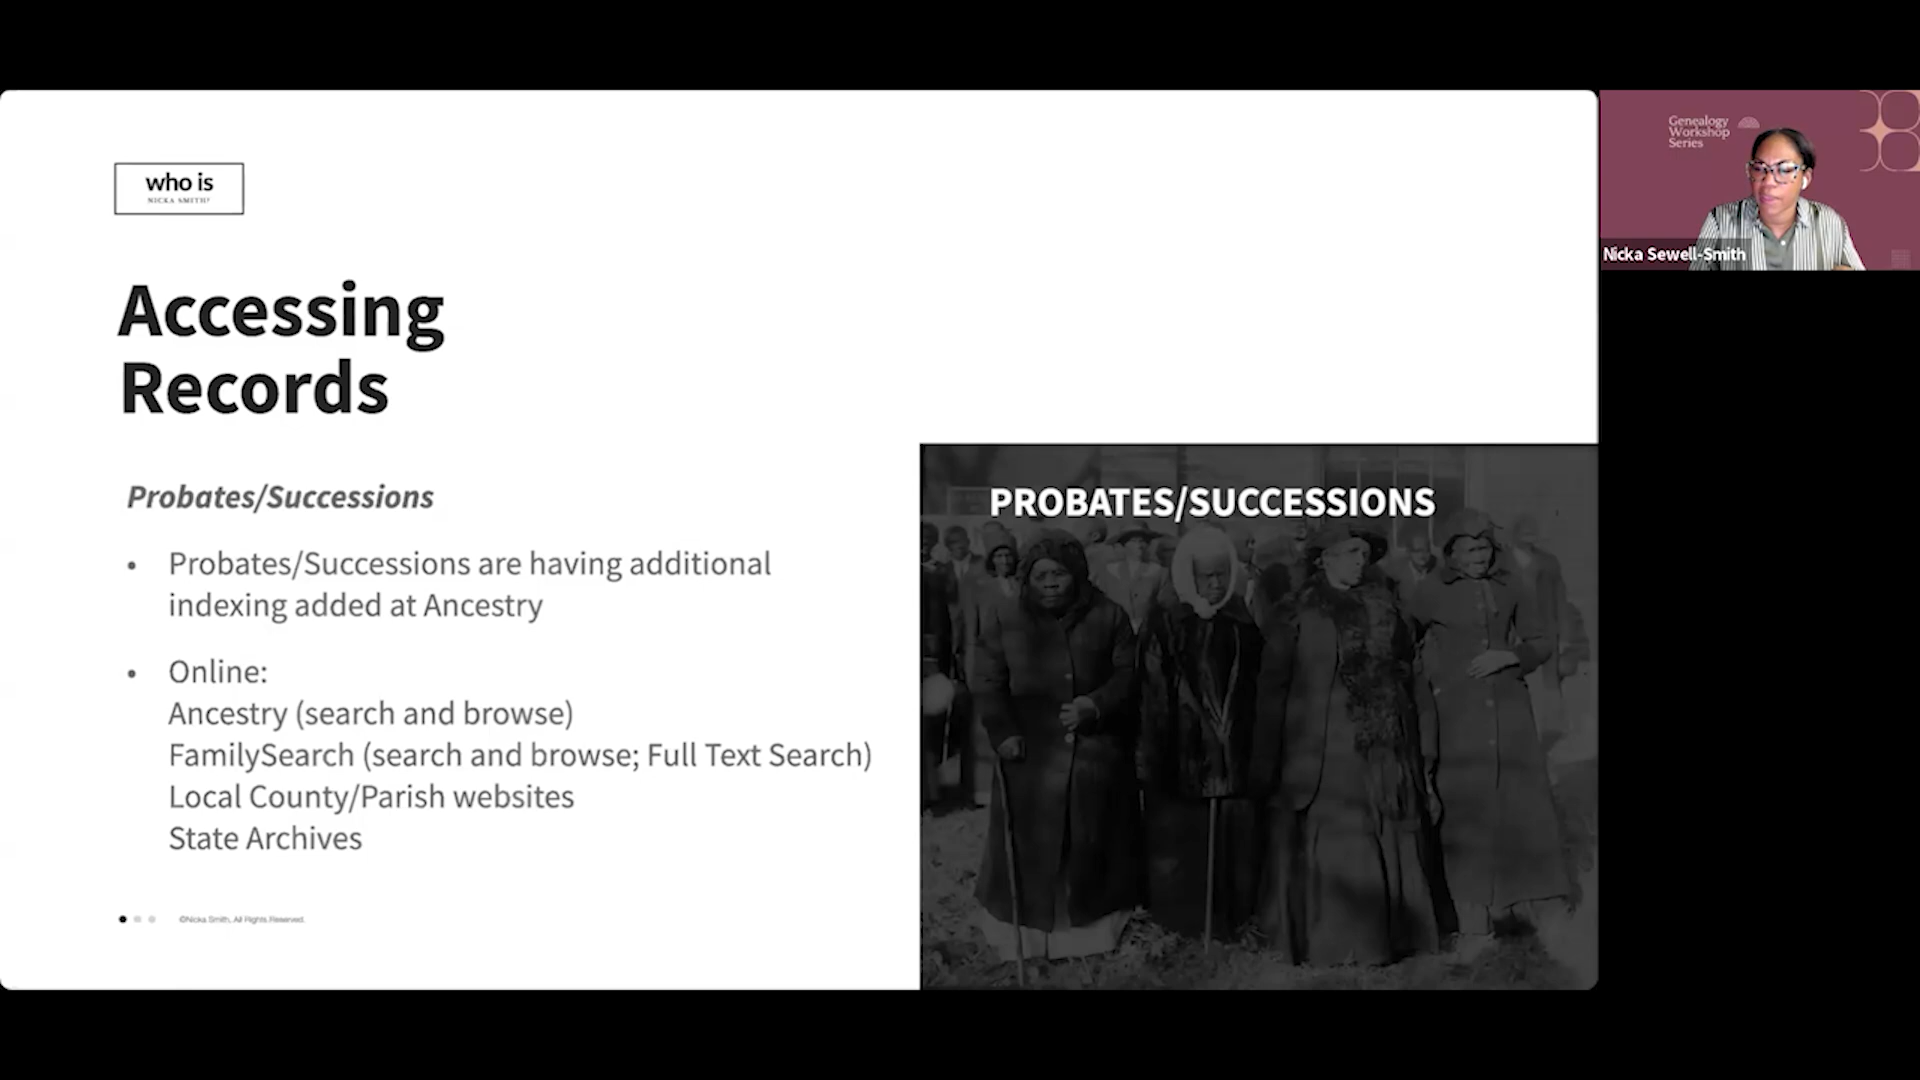 who is
NICKA SMITH?
Accessing
Records
Probates/Successions
• Probates/Successions are having additional
indexing added at Ancestry
• Online:
Ancestry (search and browse)
FamilySearch (search and browse; Full Text Search)
Local County/Parish websites
State Archives
©Nicka Smith, All Rights Reserved.
PROBATES/SUCCESSIONS
Genealogy
Workshop
Series
Nicka Sewell-Smith